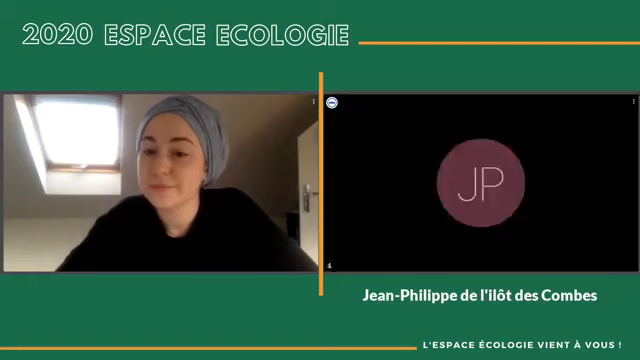 2020 ESPACE ECOLOGIE
JP
Jean-Philippe de l'ilôt des Combes
L'ESPACE ÉCOLOGIE VIENT À VOUS !